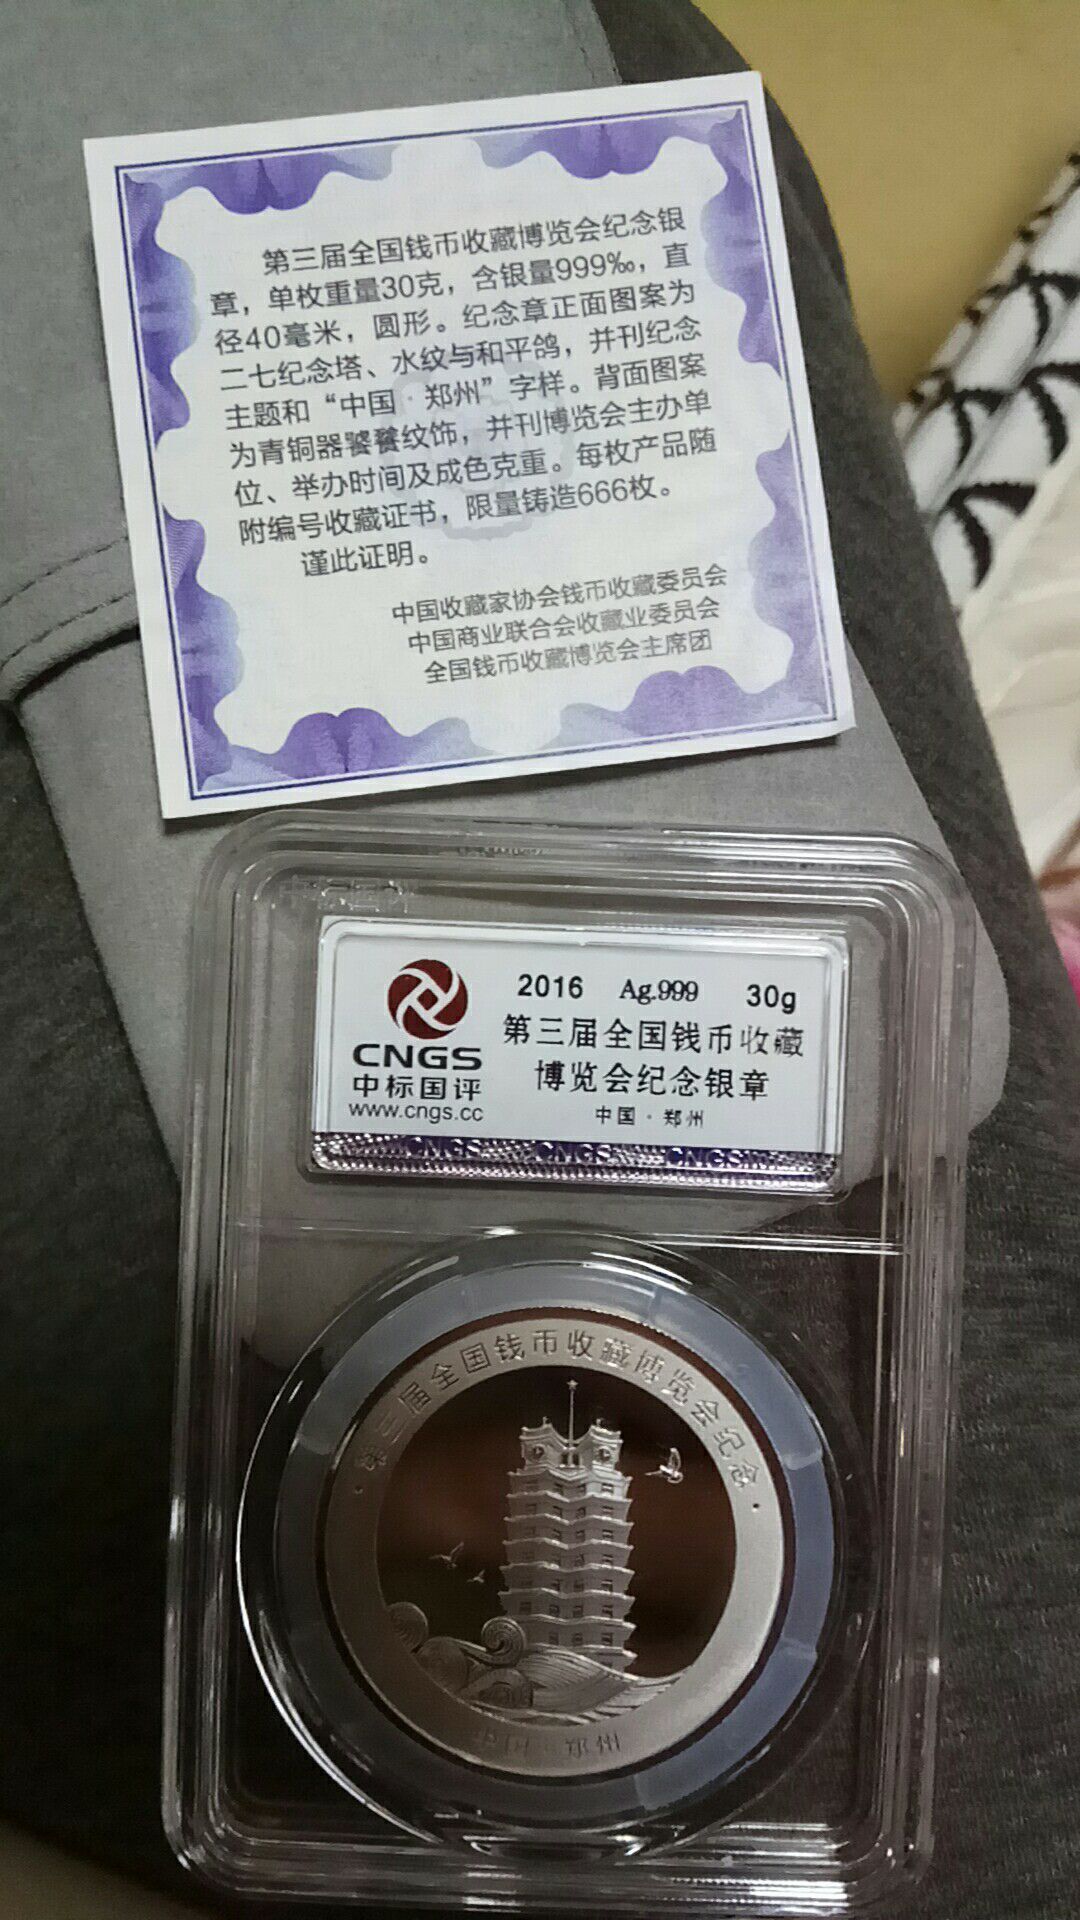 第三届全国钱币收藏博览会纪念银
章，单枚重量30克，含银量999‰，直
径40毫米，圆形。纪念章正面图案为
二七纪念塔、水纹与和平鸽，并刊纪念
主题和“中国·郑州”字样。背面图案
为青铜器饕餮纹饰，并刊博览会主办单
位、举办时间及成色克重。每枚产品随
附编号收藏证书，限量铸造666枚。
谨此证明。
中国收藏家协会钱币收藏委员会
中国商业联合会收藏业委员会
全国钱币收藏博览会主席团
2016 Ag.999 30g
CNGS
中标国评
www.cngs.cc
第三届全国钱币收藏
博览会纪念银章
中国·郑州
CNGS CNGS CNGS
·第三届全国钱币收藏博览会纪念·
中国·郑州